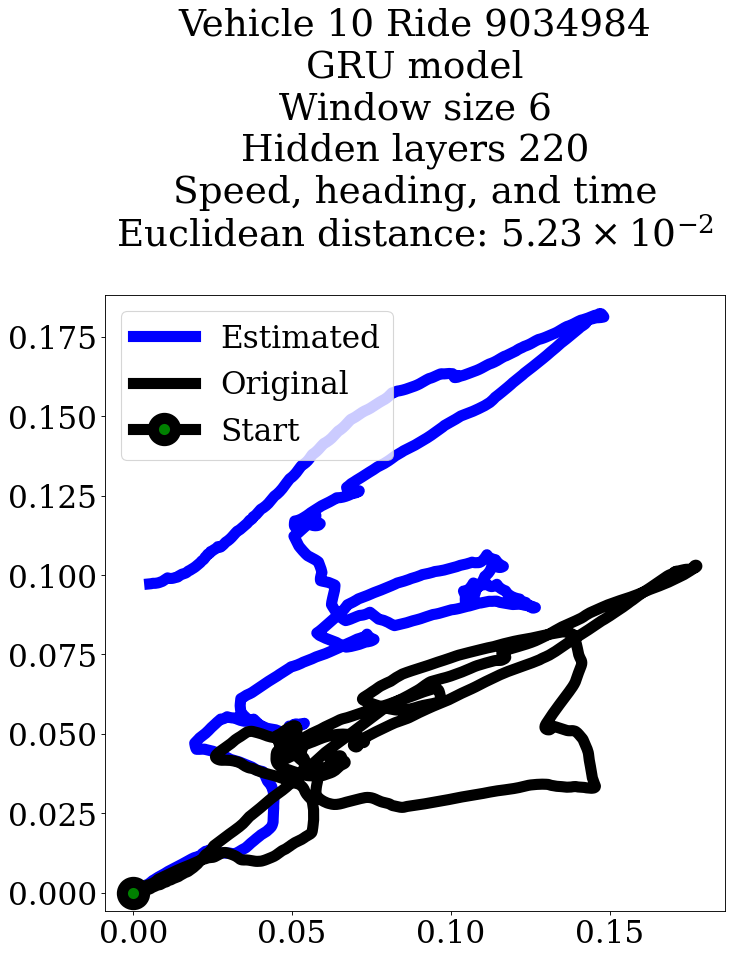 Vehicle 10 Ride 9034984
GRU model
Window size 6
Hidden layers 220
Speed, heading, and time
Euclidean distance: 5.23 × 10⁻²
Estimated
Original
Start
0.175
0.150
0.125
0.100
0.075
0.050
0.025
0.000
0.00 0.05 0.10 0.15